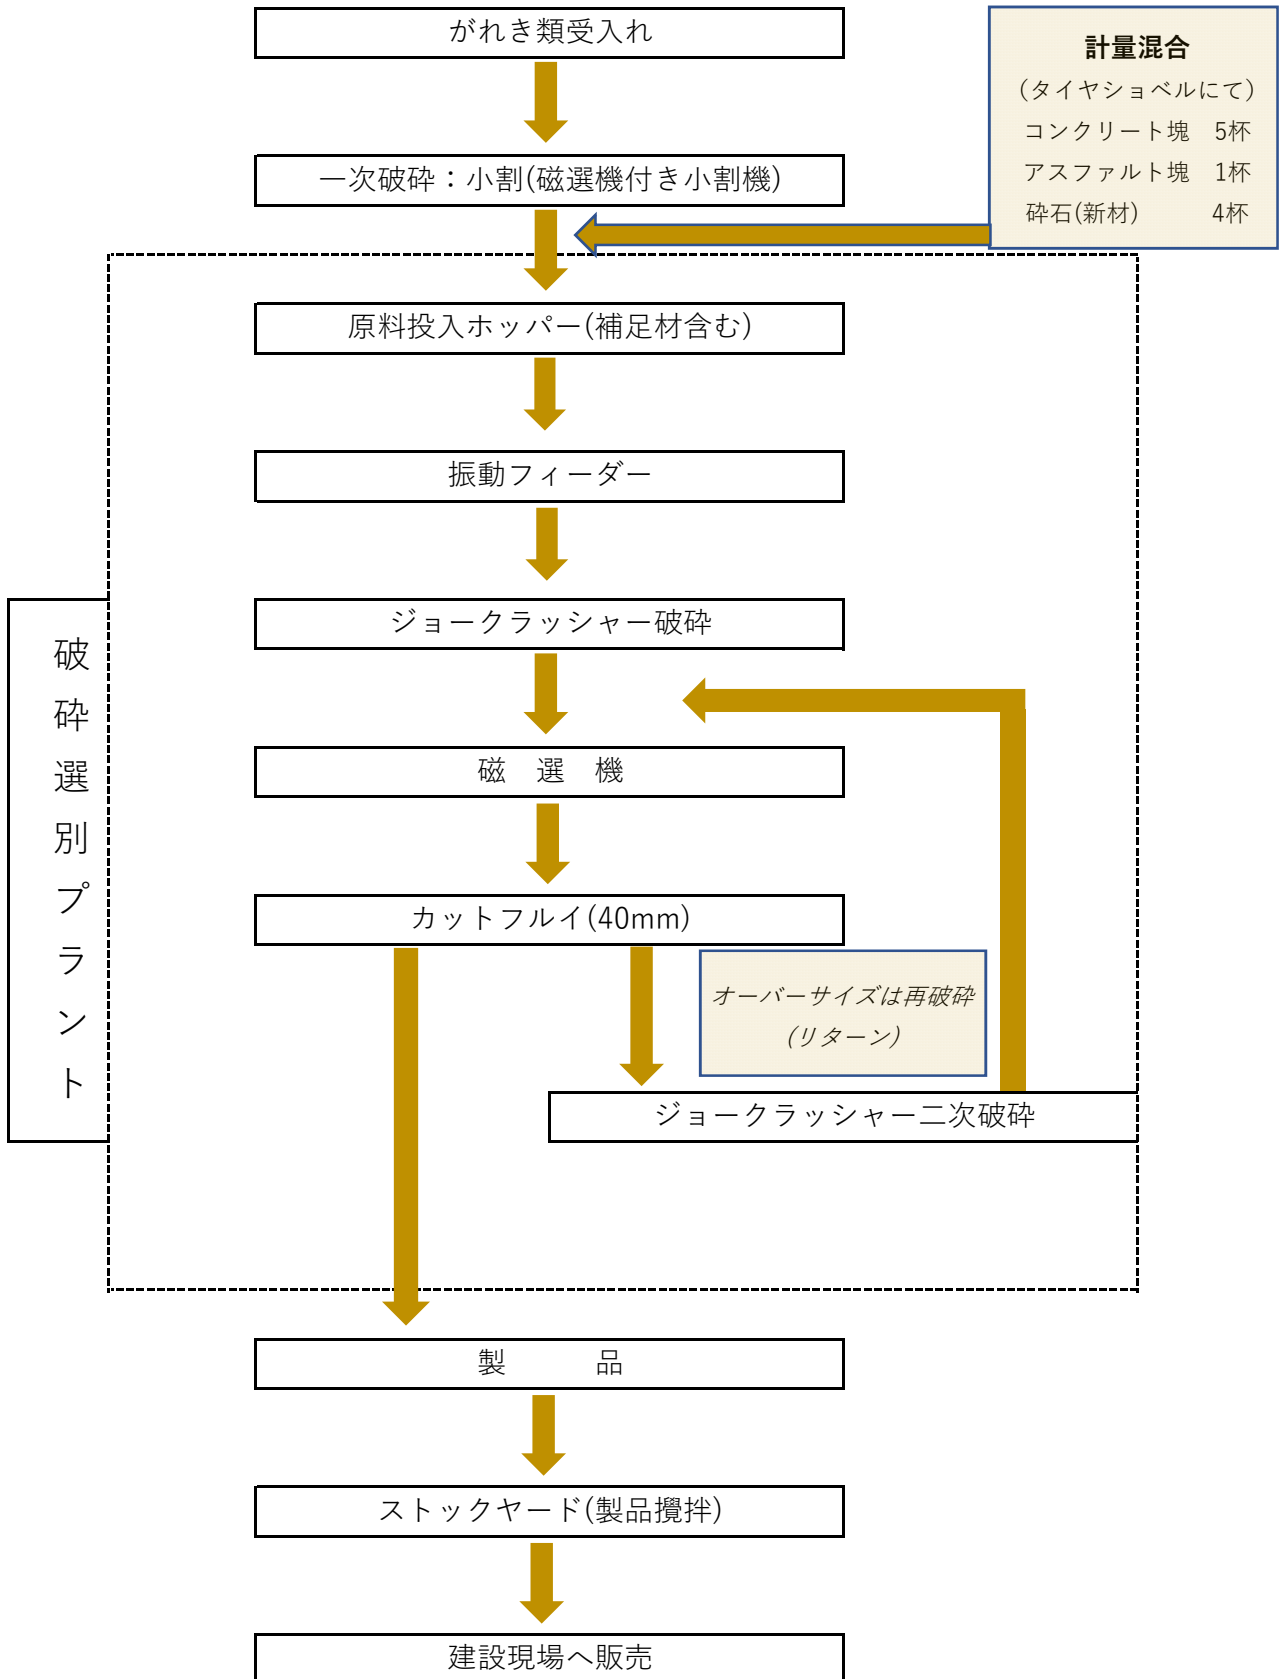 がれき類受入れ
計量混合
(タイヤショベルにて)
コンクリート塊　5杯
アスファルト塊　1杯
砕石(新材)　4杯
一次破砕：小割(磁選機付き小割機)
原料投入ホッパー(補足材含む)
振動フィーダー
ジョークラッシャー破砕
破砕選別プラント
磁　選　機
カットフルイ(40mm)
オーバーサイズは再破砕
(リターン)
ジョークラッシャー二次破砕
製　　　品
ストックヤード(製品攪拌)
建設現場へ販売